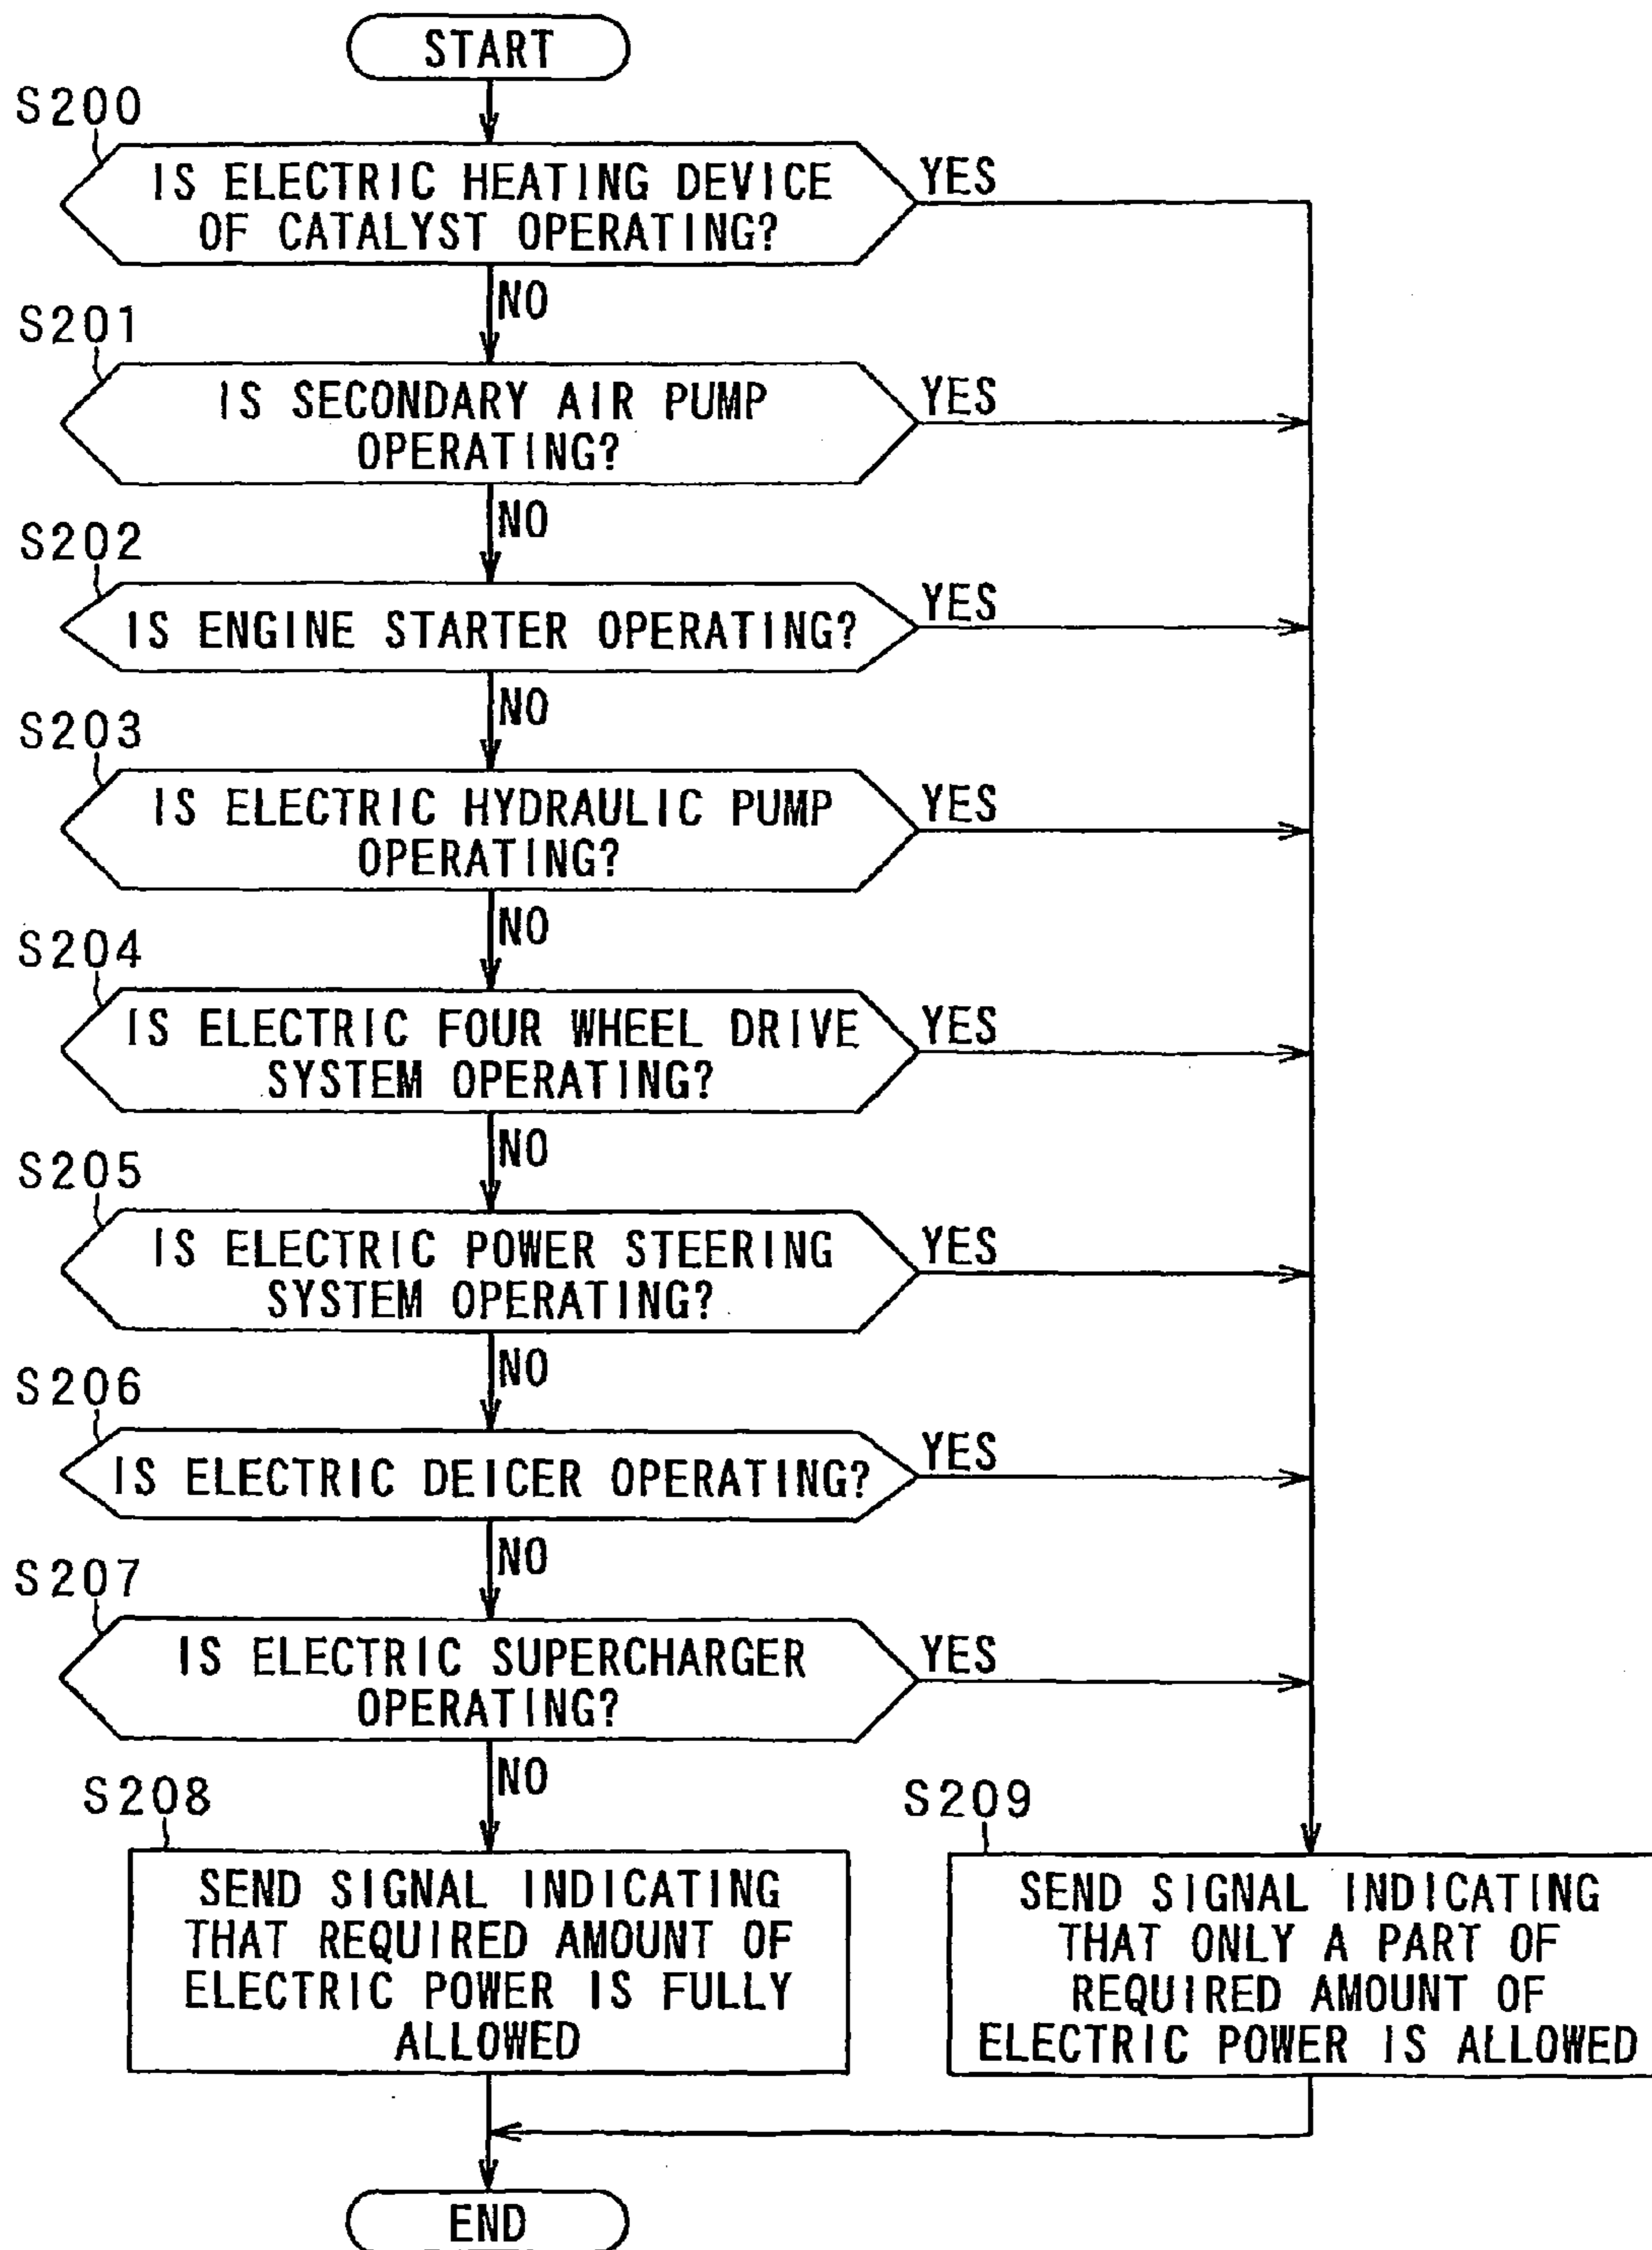 START
S200
IS ELECTRIC HEATING DEVICE
OF CATALYST OPERATING?
YES
NO
S201
IS SECONDARY AIR PUMP
OPERATING?
YES
NO
S202
IS ENGINE STARTER OPERATING?
YES
NO
S203
IS ELECTRIC HYDRAULIC PUMP
OPERATING?
YES
NO
S204
IS ELECTRIC FOUR WHEEL DRIVE
SYSTEM OPERATING?
YES
NO
S205
IS ELECTRIC POWER STEERING
SYSTEM OPERATING?
YES
NO
S206
IS ELECTRIC DEICER OPERATING?
YES
NO
S207
IS ELECTRIC SUPERCHARGER
OPERATING?
YES
NO
S208
SEND SIGNAL INDICATING
THAT REQUIRED AMOUNT OF
ELECTRIC POWER IS FULLY
ALLOWED
S209
SEND SIGNAL INDICATING
THAT ONLY A PART OF
REQUIRED AMOUNT OF
ELECTRIC POWER IS ALLOWED
END